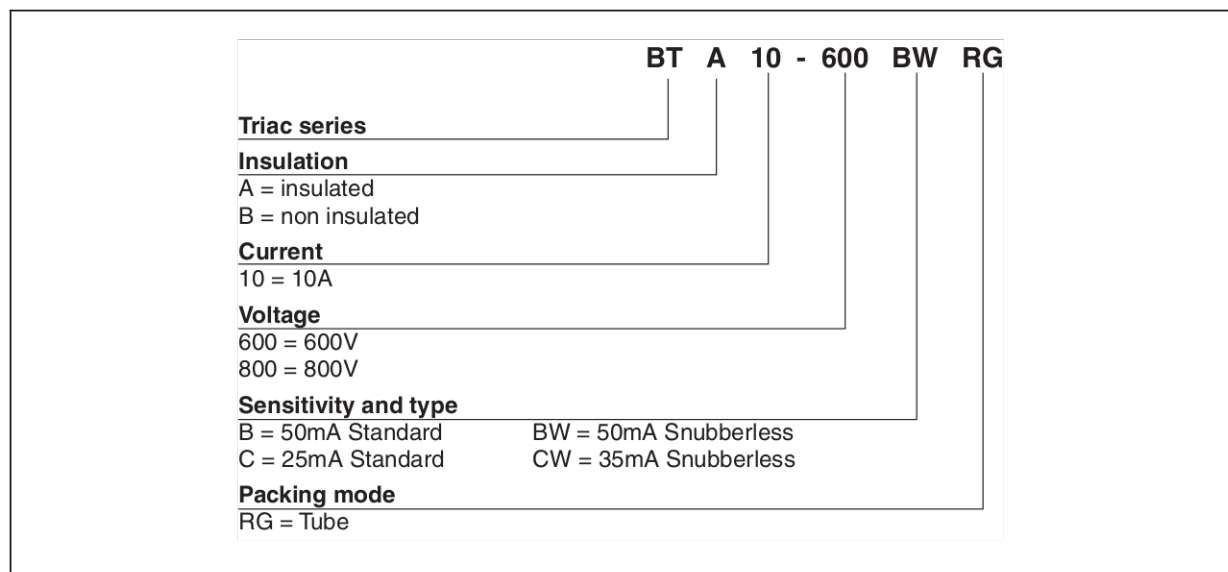 BT A 10 - 600 BW RG
Triac series
Insulation
A = insulated
B = non insulated
Current
10 = 10A
Voltage
600 = 600V
800 = 800V
Sensitivity and type
B = 50mA Standard BW = 50mA Snubberless
C = 25mA Standard CW = 35mA Snubberless
Packing mode
RG = Tube